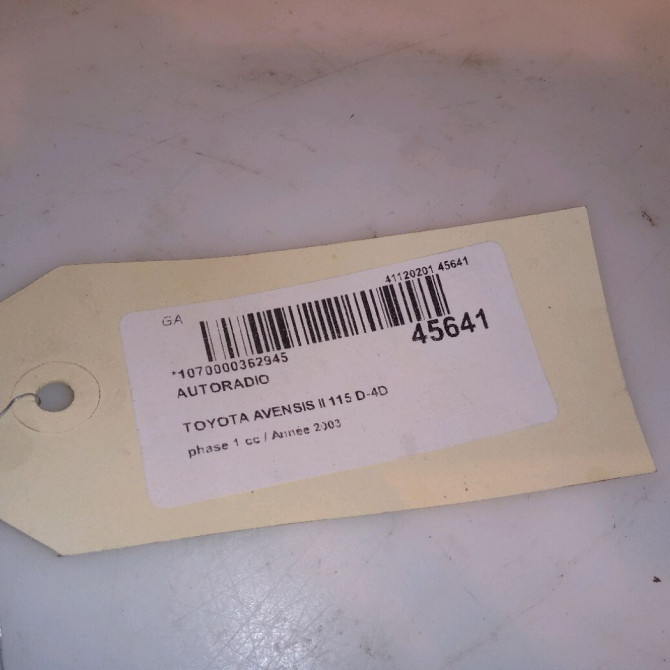 GA
41120201 45641
45641
*1070000362945
AUTORADIO
TOYOTA AVENSIS II 115 D-4D
phase 1 cc / Année 2003